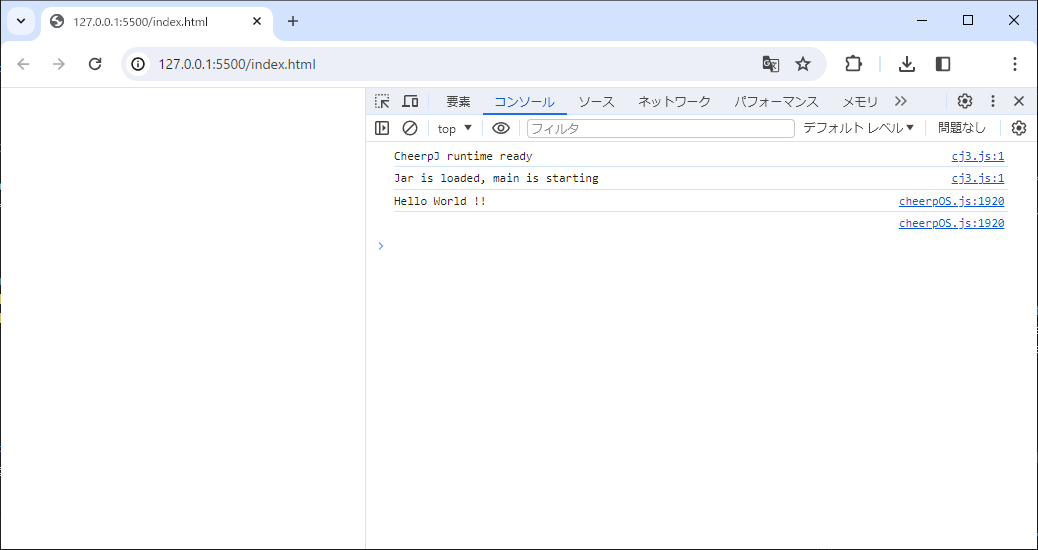 127.0.0.1:5500/index.html
127.0.0.1:5500/index.html
要素 コンソール ソース ネットワーク パフォーマンス メモリ
top フィルタ デフォルト レベル 問題なし
CheerpJ runtime ready cj3.js:1
Jar is loaded, main is starting cj3.js:1
Hello World !! cheerpOS.js:1920
cheerpOS.js:1920